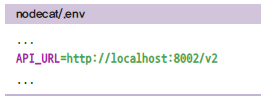 nodecat/.env
...
API_URL=http://localhost:8002/v2
...